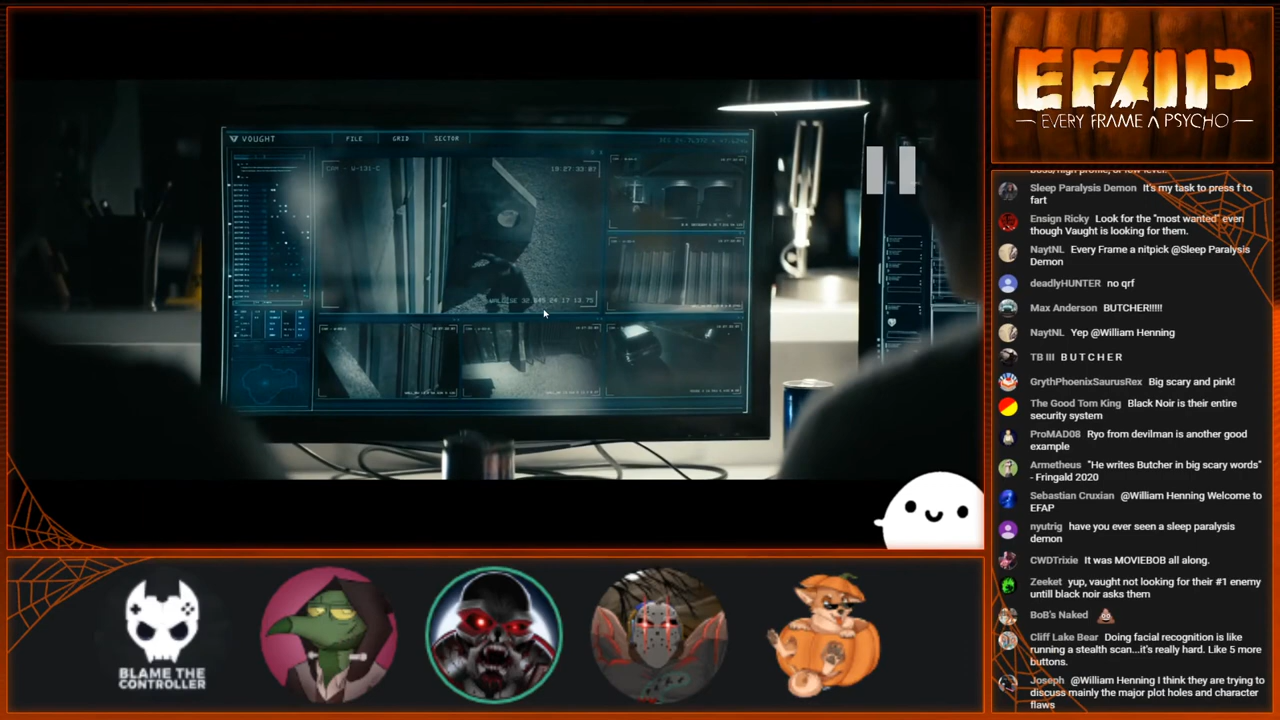 VOUGHT
FILE
GRID
SECTOR
CAM - W-131-C
19:27:33:07
EFAP
EVERY FRAME A PSYCHO
Sleep Paralysis Demon It's my task to press f to
fart
Ensign Ricky Look for the "most wanted" even
though Vaught is looking for them.
NaytNL Every Frame a nitpick @Sleep Paralysis
Demon
deadlyHUNTER no qrf
Max Anderson BUTCHER!!!!!
NaytNL Yep @William Henning
TB III B U T C H E R
GrythPhoenixSaurusRex Big scary and pink!
The Good Tom King Black Noir is their entire
security system
ProMAD08 Ryo from devilman is another good
example
Armetheus "He writes Butcher in big scary words"
- Fringald 2020
Sebastian Cruxian @William Henning Welcome to
EFAP
nyutrig have you ever seen a sleep paralysis
demon
CWDTrixie It was MOVIEBOB all along.
Zeeket yup, vaught not looking for their #1 enemy
untill black noir asks them
BoB's Naked 💩
Cliff Lake Bear Doing facial recognition is like
running a stealth scan...it's really hard. Like 5 more
buttons.
Joseph @William Henning I think they are trying to
discuss mainly the major plot holes and character
flaws
BLAME THE
CONTROLLER